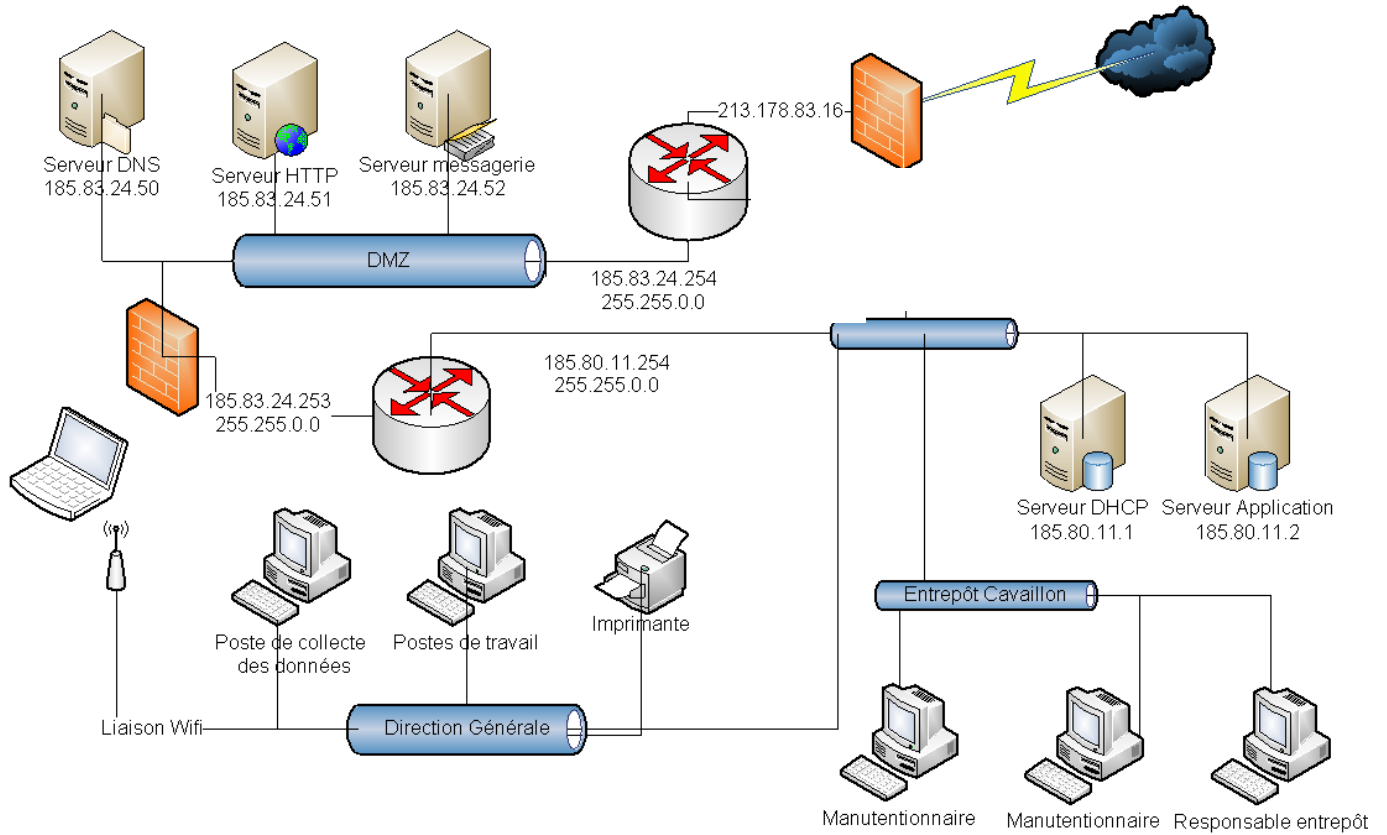 213.178.83.16
Serveur DNS
185.83.24.50
Serveur HTTP
185.83.24.51
Serveur messagerie
185.83.24.52
DMZ
185.83.24.254
255.255.0.0
185.80.11.254
255.255.0.0
185.83.24.253
255.255.0.0
Serveur DHCP
185.80.11.1
Serveur Application
185.80.11.2
Entrepôt Cavaillon
Poste de collecte
des données
Postes de travail
Imprimante
Liaison Wifi
Direction Générale
Manutentionnaire
Manutentionnaire
Responsable entrepôt